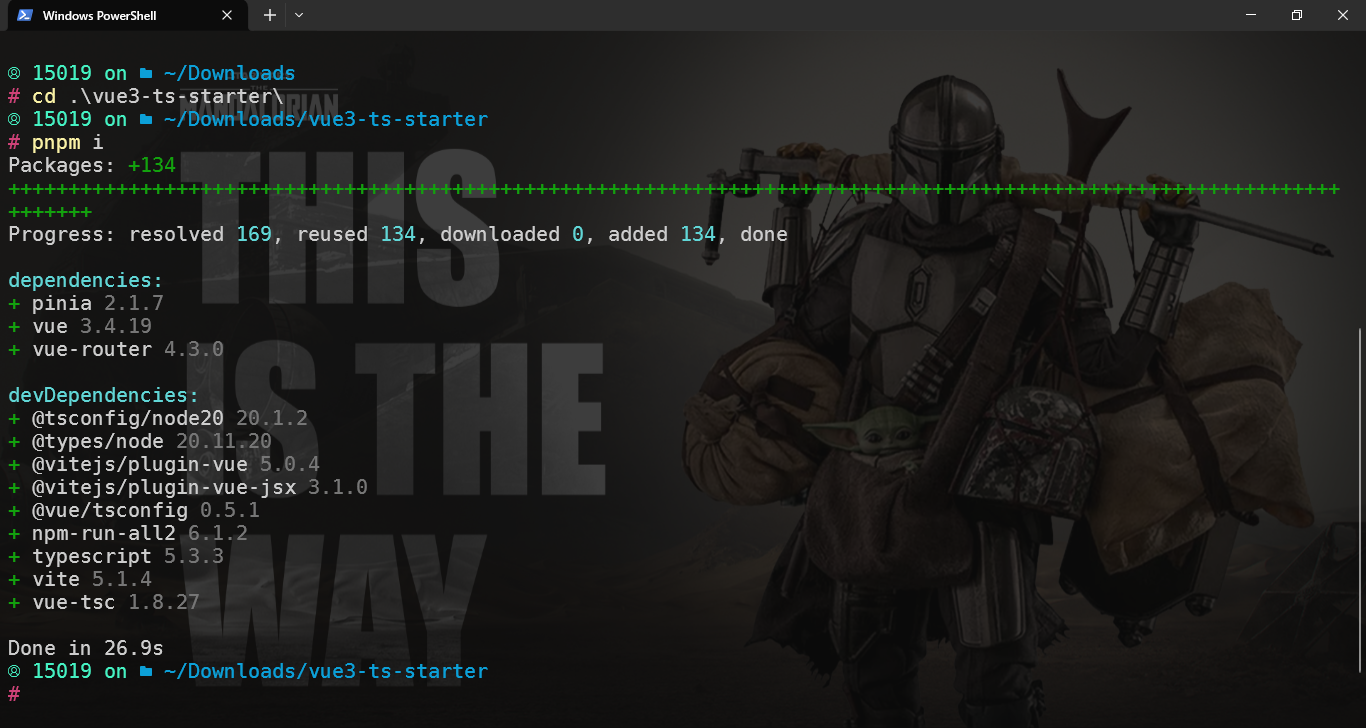 Windows PowerShell
15019 on ~/Downloads
# cd .\vue3-ts-starter\
15019 on ~/Downloads/vue3-ts-starter
# pnpm i
Packages: +134
+++++++++++++++++++++++++++++++++++++++++++++++++++++++++++++++++++++++++++++++++++++++++++++++++++++++++++++++
+++++++
Progress: resolved 169, reused 134, downloaded 0, added 134, done
dependencies:
+ pinia 2.1.7
+ vue 3.4.19
+ vue-router 4.3.0
devDependencies:
+ @tsconfig/node20 20.1.2
+ @types/node 20.11.20
+ @vitejs/plugin-vue 5.0.4
+ @vitejs/plugin-vue-jsx 3.1.0
+ @vue/tsconfig 0.5.1
+ npm-run-all2 6.1.2
+ typescript 5.3.3
+ vite 5.1.4
+ vue-tsc 1.8.27
Done in 26.9s
15019 on ~/Downloads/vue3-ts-starter
#
THE
MANDALORIAN
THIS
IS THE
WAY